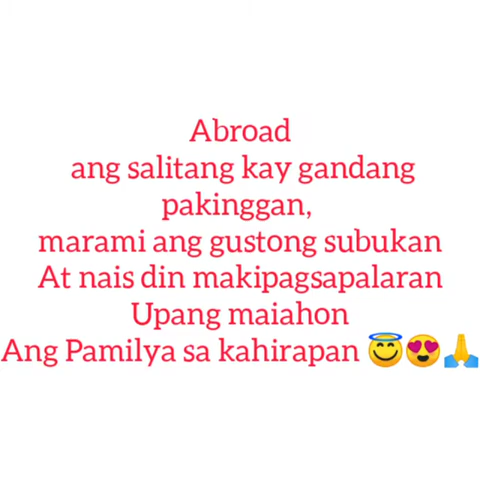 Abroad
ang salitang kay gandang
pakinggan,
marami ang gustong subukan
At nais din makipagsapalaran
Upang maiahon
Ang Pamilya sa kahirapan 😇😍🙏